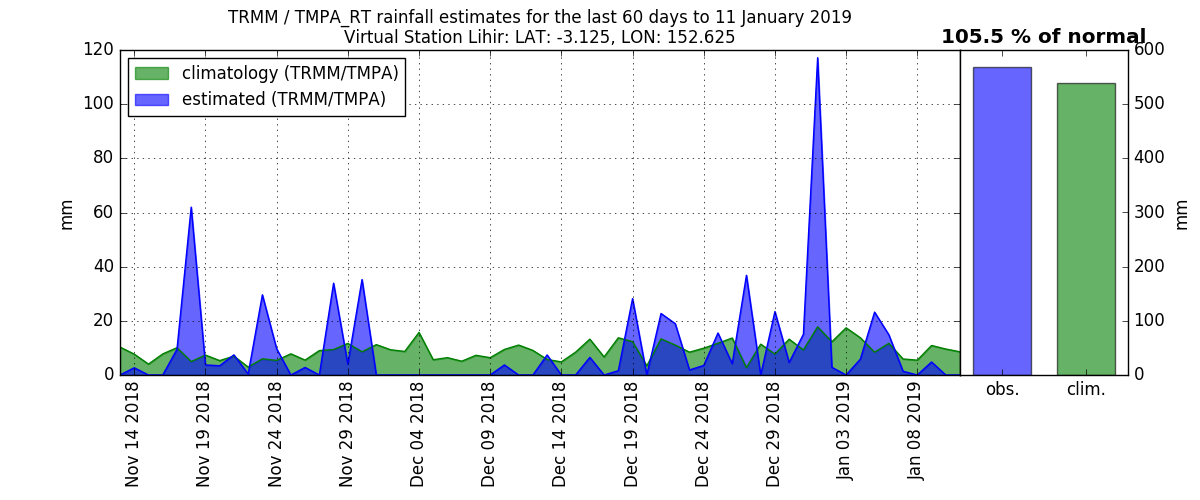 TRMM / TMPA_RT rainfall estimates for the last 60 days to 11 January 2019
Virtual Station Lihir: LAT: -3.125, LON: 152.625
105.5 % of normal
climatology (TRMM/TMPA)
estimated (TRMM/TMPA)
120
100
80
60
40
20
0
mm
600
500
400
300
200
100
0
mm
Nov 14 2018
Nov 19 2018
Nov 24 2018
Nov 29 2018
Dec 04 2018
Dec 09 2018
Dec 14 2018
Dec 19 2018
Dec 24 2018
Dec 29 2018
Jan 03 2019
Jan 08 2019
obs.
clim.